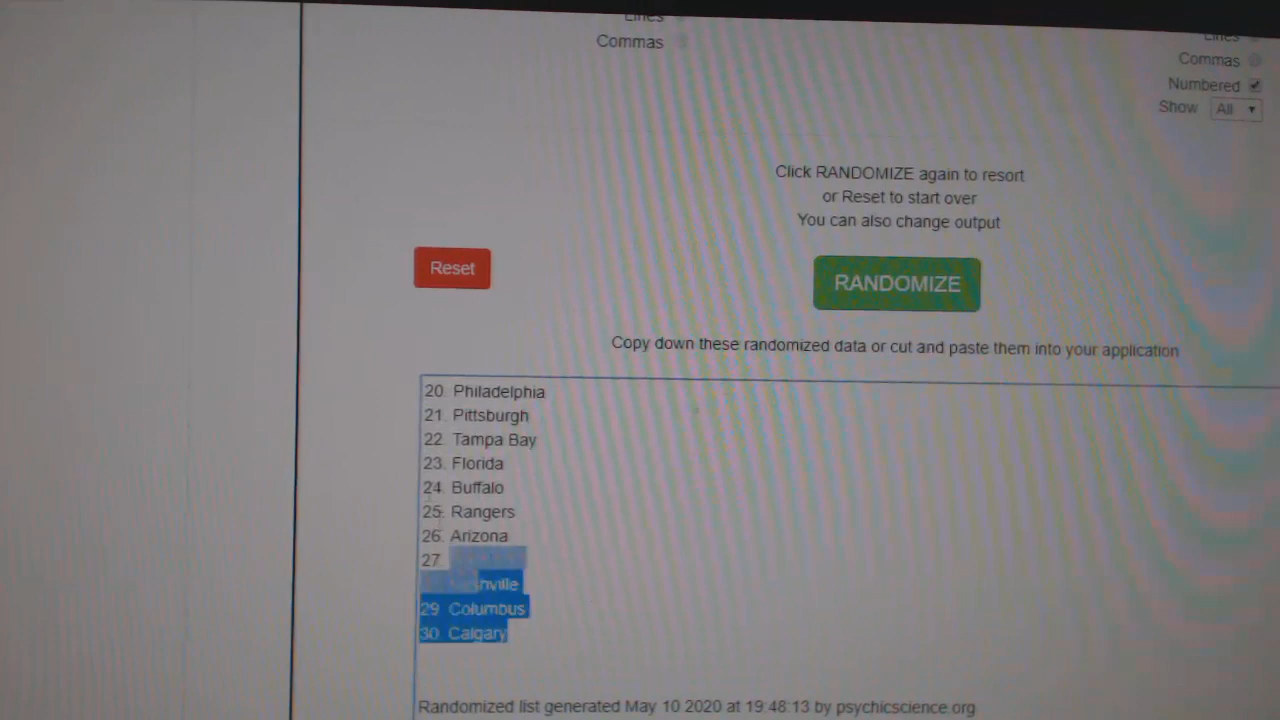 Lines
Lines
Commas
Commas
Numbered
Show All
Click RANDOMIZE again to resort
or Reset to start over
You can also change output
Reset
RANDOMIZE
Copy down these randomized data or cut and paste them into your application
20. Philadelphia
21. Pittsburgh
22. Tampa Bay
23. Florida
24. Buffalo
25. Rangers
26. Arizona
27.
shville
29. Columbus
30. Calgary
Randomized list generated May 10 2020 at 19:48:13 by psychicscience.org